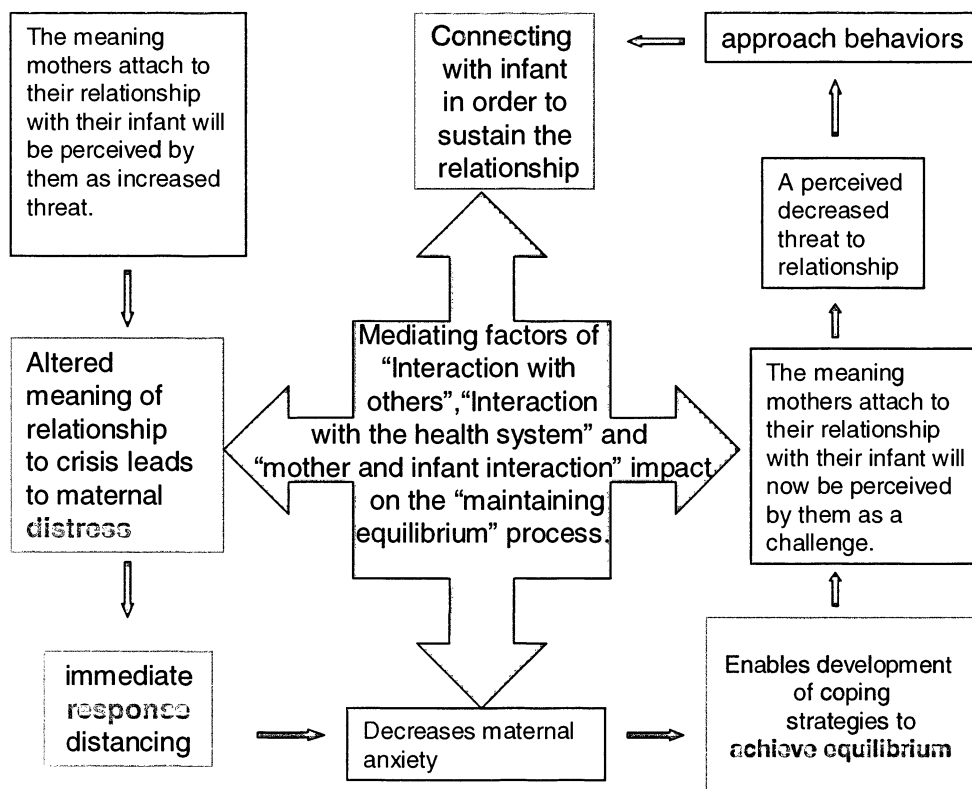 The meaning
mothers attach to
their relationship
with their infant will
be perceived by
them as increased
threat.
Connecting
with infant
in order to
sustain the
relationship
approach behaviors
A perceived
decreased
threat to
relationship
Altered
meaning of
relationship
to crisis leads
to maternal
distress
Mediating factors of
“Interaction with
others”,“Interaction
with the health system” and
“mother and infant interaction” impact
on the “maintaining
equilibrium” process.
The meaning
mothers attach to
their relationship
with their infant will
now be perceived
by them as a
challenge.
immediate
response
distancing
Decreases maternal
anxiety
Enables development
of coping
strategies to
achieve equilibrium